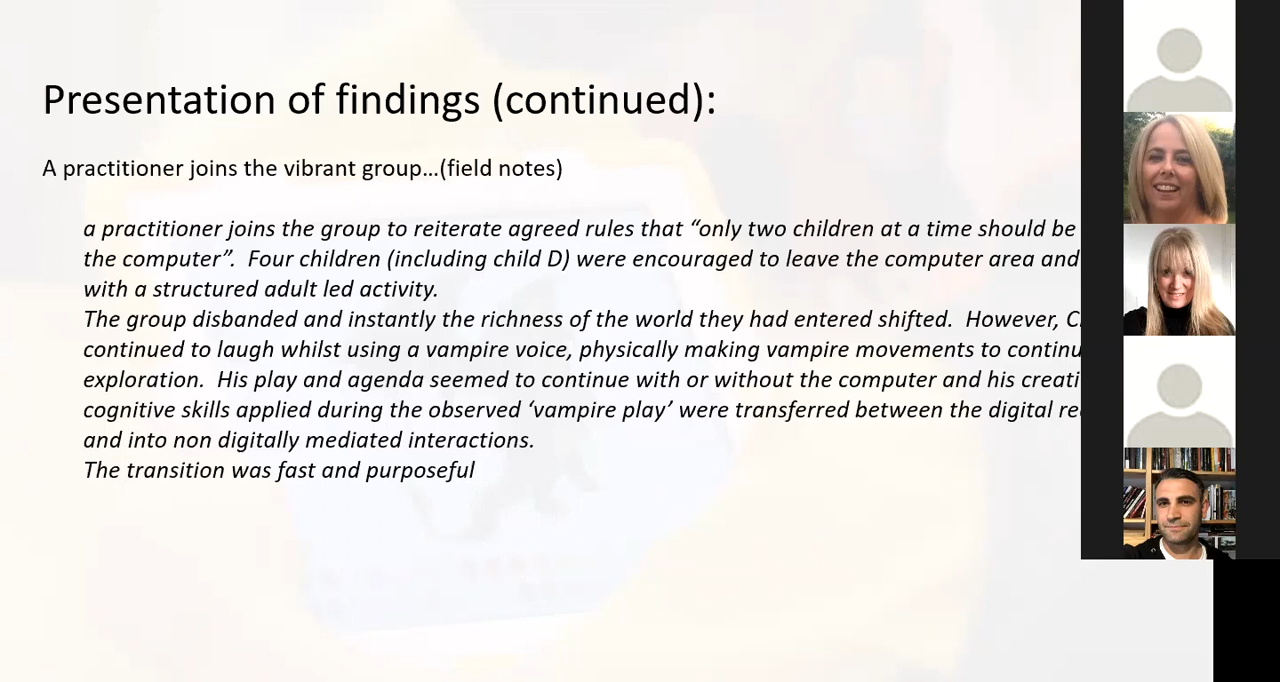 Presentation of findings (continued):
A practitioner joins the vibrant group…(field notes)
a practitioner joins the group to reiterate agreed rules that “only two children at a time should be
the computer”.  Four children (including child D) were encouraged to leave the computer area and
with a structured adult led activity.
The group disbanded and instantly the richness of the world they had entered shifted.  However,
continued to laugh whilst using a vampire voice, physically making vampire movements to
exploration.  His play and agenda seemed to continue with or without the computer and his
cognitive skills applied during the observed ‘vampire play’ were transferred between the digital
and into non digitally mediated interactions.
The transition was fast and purposeful